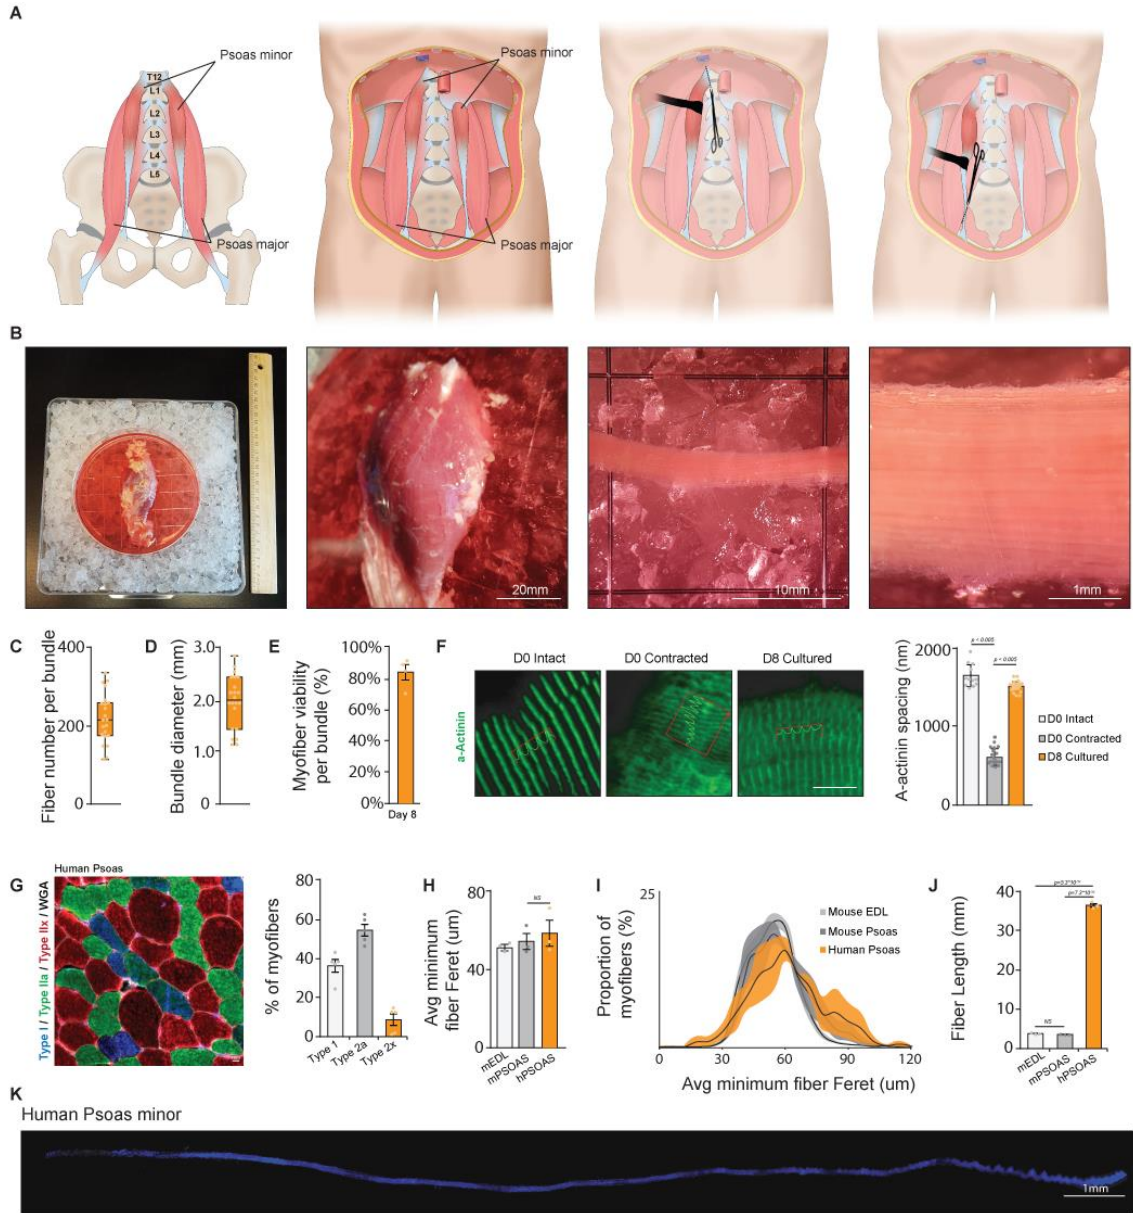 A
Psoas minor
T12
L1
L2
L3
L4
L5
Psoas major
Psoas minor
Psoas major
B
20mm
10mm
1mm
C
Fiber number per bundle
400
200
0
D
Bundle diameter (mm)
3.0
2.0
1.0
0
E
Myofiber viability
per bundle (%)
100%
80%
60%
40%
20%
0%
Day 8
F
a-Actinin
D0 Intact
D0 Contracted
D8 Cultured
A-actinin spacing (nm)
2000
1000
0
p < 0.005
p < 0.005
D0 Intact
D0 Contracted
D8 Cultured
G
Human Psoas
Type I / Type IIa / Type IIx / WGA
% of myofibers
80
60
40
20
0
Type 1
Type 2a
Type 2x
H
Avg minimum
fiber Feret (um)
80
40
0
NS
mEDL
mPSOAS
hPSOAS
I
Proportion of
myofibers (%)
25
0
30
60
90
120
Avg minimum fiber Feret (um)
Mouse EDL
Mouse Psoas
Human Psoas
J
Fiber Length (mm)
40
30
20
10
0
NS
mEDL
mPSOAS
hPSOAS
K
Human Psoas minor
1mm